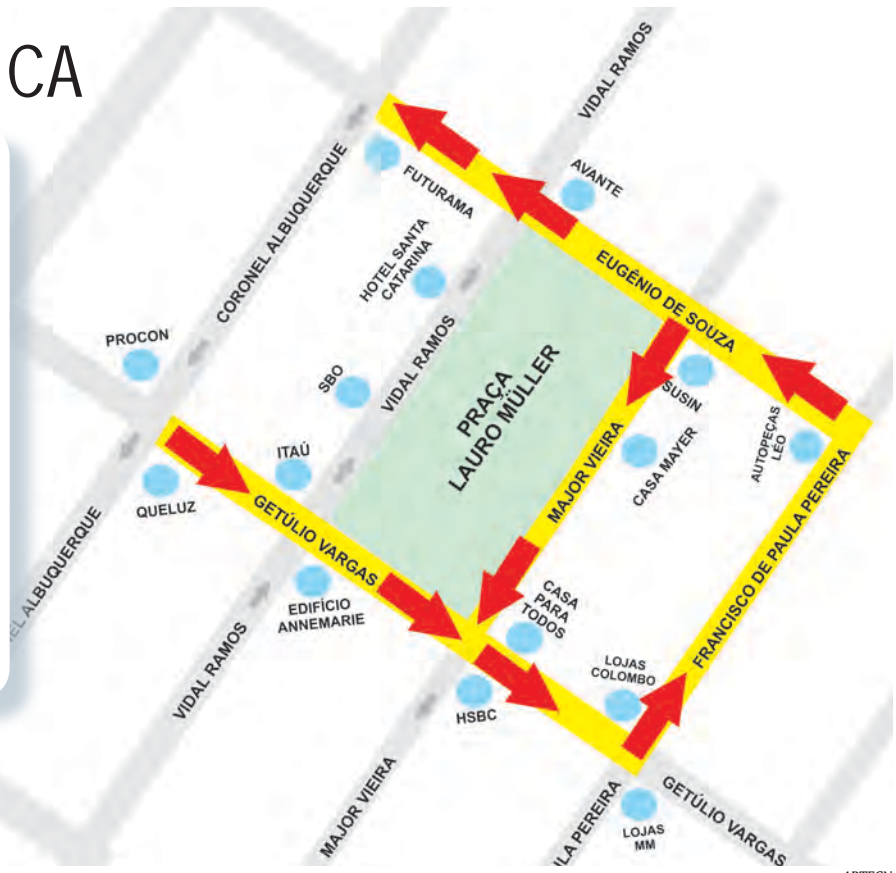 CA
VIDAL RAMOS
AVANTE
FUTURAMA
CORONEL ALBUQUERQUE
HOTEL SANTA
CATARINA
EUGÊNIO DE SOUZA
PROCON
SBO
VIDAL RAMOS
PRAÇA
LAURO MÜLLER
SUSIN
CASA MAYER
MAJOR VIEIRA
AUTOPEÇAS
LÉO
ITAÚ
QUELUZ
GETÚLIO VARGAS
FRANCISCO DE PAULA PEREIRA
ALBUQUERQUE
EDIFÍCIO
ANNEMARIE
CASA
PARA
TODOS
VIDAL RAMOS
LOJAS
COLOMBO
HSBC
MAJOR VIEIRA
PEREIRA
GETÚLIO VARGAS
LOJAS
MM